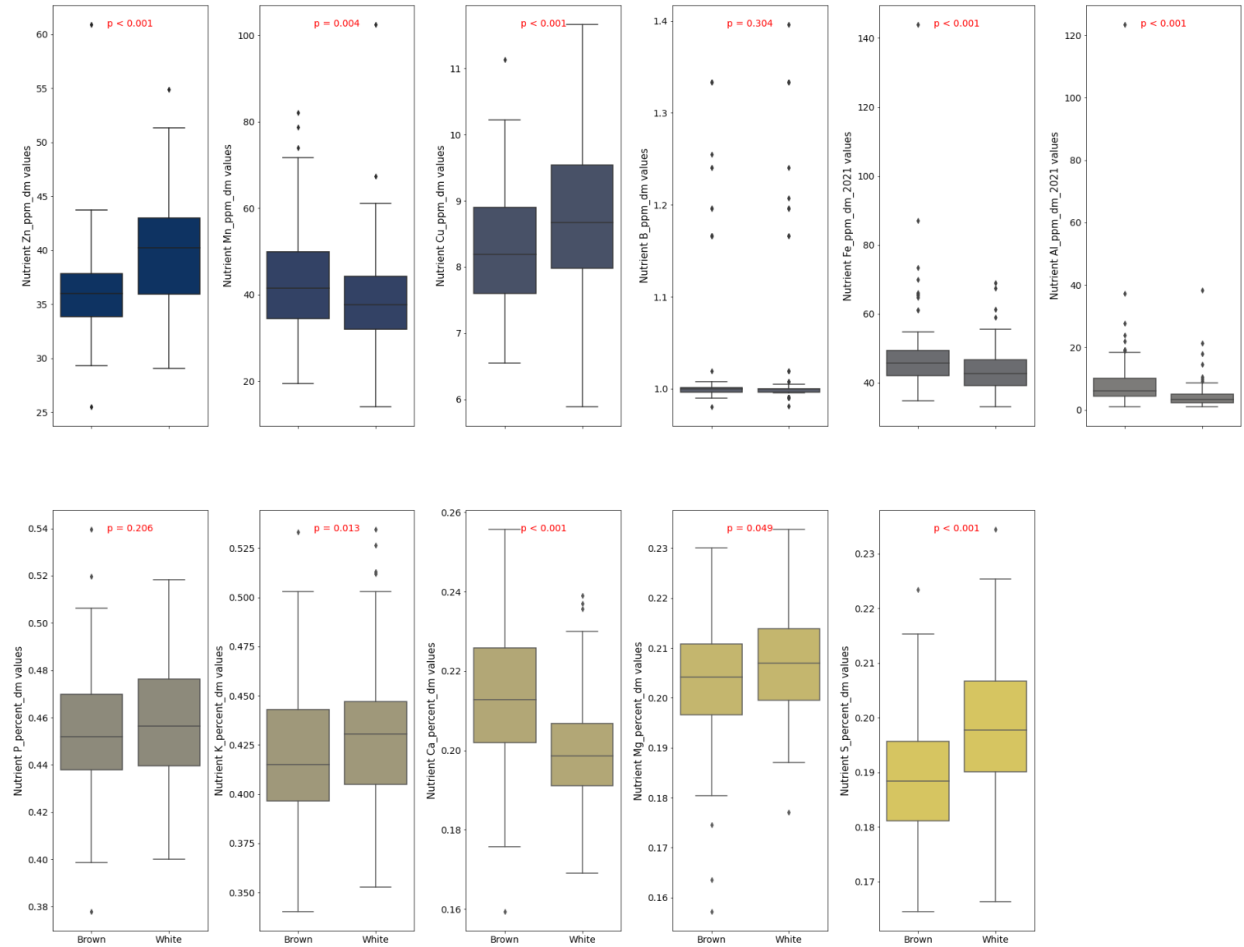 p < 0.001
p = 0.004
p < 0.001
p = 0.304
p < 0.001
p < 0.001
Nutrient Zn_ppm_dm values
60
55
50
45
40
35
30
25
Nutrient Mn_ppm_dm values
100
80
60
40
20
Nutrient Cu_ppm_dm values
11
10
9
8
7
6
Nutrient B_ppm_dm values
1.4
1.3
1.2
1.1
1.0
Nutrient Fe_ppm_dm_2021 values
140
120
100
80
60
40
Nutrient Al_ppm_dm_2021 values
120
100
80
60
40
20
0
p = 0.206
p = 0.013
p < 0.001
p = 0.049
p < 0.001
Nutrient P_percent_dm values
0.54
0.52
0.50
0.48
0.46
0.44
0.42
0.40
0.38
Nutrient K_percent_dm values
0.525
0.500
0.475
0.450
0.425
0.400
0.375
0.350
Nutrient Ca_percent_dm values
0.26
0.24
0.22
0.20
0.18
0.16
Nutrient Mg_percent_dm values
0.23
0.22
0.21
0.20
0.19
0.18
0.17
0.16
Nutrient S_percent_dm values
0.23
0.22
0.21
0.20
0.19
0.18
0.17
Brown White
Brown White
Brown White
Brown White
Brown White